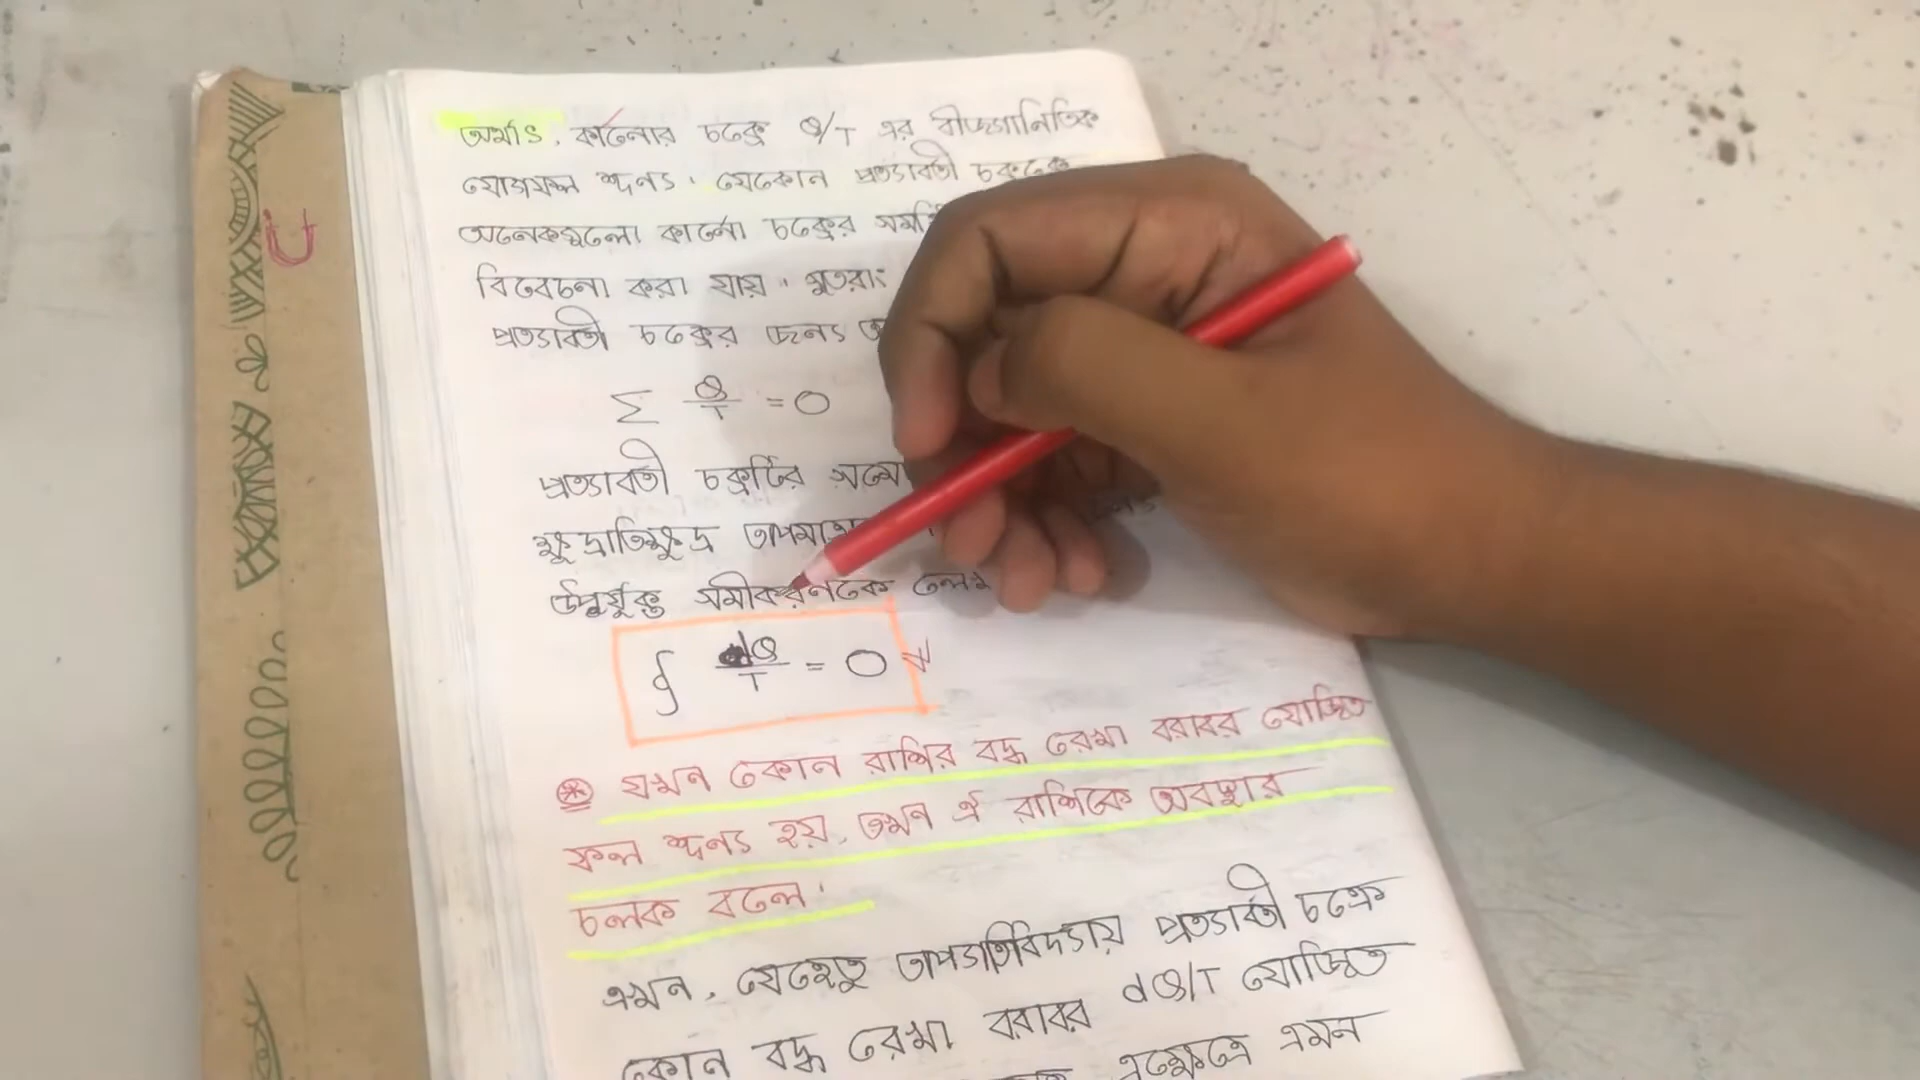 অর্থাৎ, কার্নোর চক্রে Q/T এর বীজগানিতিক
যোগফল শূন্য। যেকোন প্রত্যাবর্তী চক্রকে
অনেকগুলো কার্নো চক্রের
বিবেচনা করা যায়। সুতরাং
প্রত্যাবর্তী চক্রের জন্য
Σ Q/T = 0
প্রত্যাবর্তী চক্রটির
ক্ষুদ্রাতিক্ষুদ্র
উপর্যুক্ত সমীকরণকে
∮ dQ/T = 0 #
যখন কোন রাশির বদ্ধ রেখা বরাবর যোজিত
ফল শূন্য হয়, তখন ঐ রাশিকে অবস্থার
চলক বলে।
এখন, যেহেতু তাপগতিবিদ্যায় প্রত্যাবর্তী চক্রে
কোন বদ্ধ রেখা বরাবর dQ/T যোজিত
এক্ষেত্রে এমন